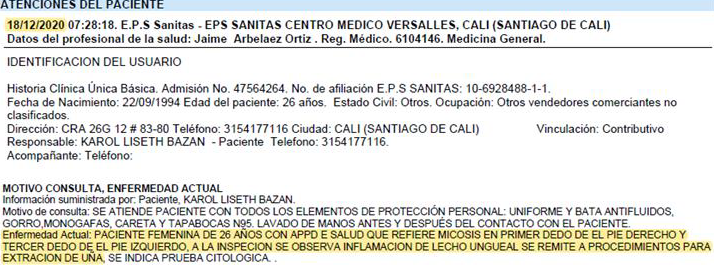 ATENCIONES DEL PACIENTE
18/12/2020 07:28:18. E.P.S Sanitas - EPS SANITAS CENTRO MEDICO VERSALLES, CALI (SANTIAGO DE CALI)
Datos del profesional de la salud: Jaime Arbelaez Ortiz . Reg. Médico. 6104146. Medicina General.
IDENTIFICACION DEL USUARIO
Historia Clínica Única Básica. Admisión No. 47564264. No. de afiliación E.P.S SANITAS: 10-6928488-1-1.
Fecha de Nacimiento: 22/09/1994 Edad del paciente: 26 años. Estado Civil: Otros. Ocupación: Otros vendedores comerciantes no
clasificados.
Dirección: CRA 26G 12 # 83-80 Teléfono: 3154177116 Ciudad: CALI (SANTIAGO DE CALI) Vinculación: Contributivo
Responsable: KAROL LISETH BAZAN - Paciente Telefono: 3154177116.
Acompañante: Teléfono:
MOTIVO CONSULTA, ENFERMEDAD ACTUAL
Información suministrada por: Paciente, KAROL LISETH BAZAN.
Motivo de consulta: SE ATIENDE PACIENTE CON TODOS LOS ELEMENTOS DE PROTECCIÓN PERSONAL: UNIFORME Y BATA ANTIFLUIDOS,
GORRO,MONOGAFAS, CARETA Y TAPABOCAS N95. LAVADO DE MANOS ANTES Y DESPUÉS DEL CONTACTO CON EL PACIENTE.
Enfermedad Actual: PACIENTE FEMENINA DE 26 AÑOS CON APPD E SALUD QUE REFIERE MICOSIS EN PRIMER DEDO DE EL PIE DERECHO Y
TERCER DEDO DE EL PIE IZQUIERDO, A LA INSPECION SE OBSERVA INFLAMACION DE LECHO UNGUEAL SE REMITE A PROCEDIMIENTOS PARA
EXTRACION DE UÑA, SE INDICA PRUEBA CITOLOGICA. .